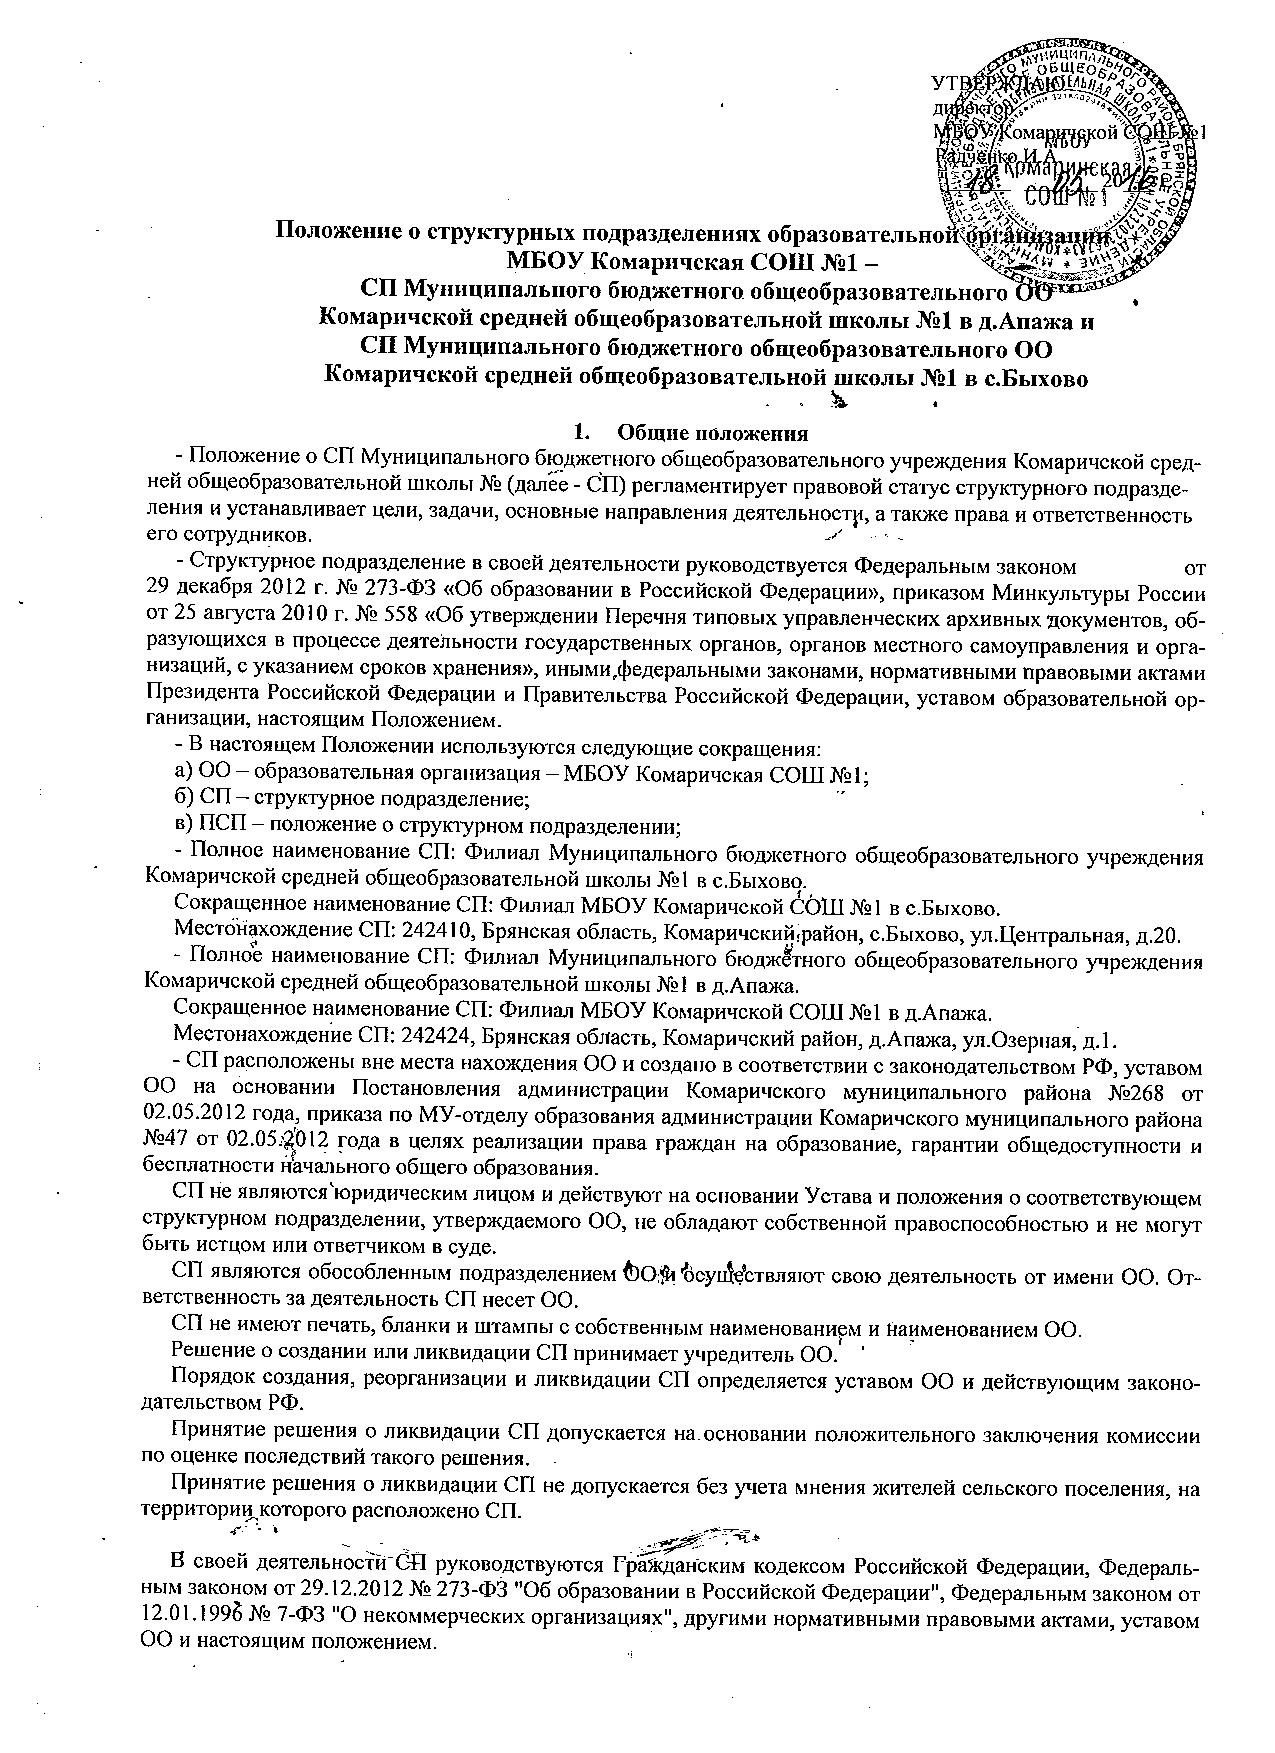 УТВЕРЖДАЮ
директор
МБОУ Комаричской СОШ №1
Радченко И.А.
МБОУ
Комаричская
СОШ №1
Положение о структурных подразделениях образовательной организации
МБОУ Комаричская СОШ №1 –
СП Муниципального бюджетного общеобразовательного ОО
Комаричской средней общеобразовательной школы №1 в д.Апажа и
СП Муниципального бюджетного общеобразовательного ОО
Комаричской средней общеобразовательной школы №1 в с.Быхово
1. Общие положения
- Положение о СП Муниципального бюджетного общеобразовательного учреждения Комаричской сред-
ней общеобразовательной школы № (далее - СП) регламентирует правовой статус структурного подразде-
ления и устанавливает цели, задачи, основные направления деятельности, а также права и ответственность
его сотрудников.
- Структурное подразделение в своей деятельности руководствуется Федеральным законом от
29 декабря 2012 г. № 273-ФЗ «Об образовании в Российской Федерации», приказом Минкультуры России
от 25 августа 2010 г. № 558 «Об утверждении Перечня типовых управленческих архивных документов, об-
разующихся в процессе деятельности государственных органов, органов местного самоуправления и орга-
низаций, с указанием сроков хранения», иными федеральными законами, нормативными правовыми актами
Президента Российской Федерации и Правительства Российской Федерации, уставом образовательной ор-
ганизации, настоящим Положением.
- В настоящем Положении используются следующие сокращения:
а) ОО – образовательная организация – МБОУ Комаричская СОШ №1;
б) СП – структурное подразделение;
в) ПСП – положение о структурном подразделении;
- Полное наименование СП: Филиал Муниципального бюджетного общеобразовательного учреждения
Комаричской средней общеобразовательной школы №1 в с.Быхово.
Сокращенное наименование СП: Филиал МБОУ Комаричской СОШ №1 в с.Быхово.
Местонахождение СП: 242410, Брянская область, Комаричский район, с.Быхово, ул.Центральная, д.20.
- Полное наименование СП: Филиал Муниципального бюджетного общеобразовательного учреждения
Комаричской средней общеобразовательной школы №1 в д.Апажа.
Сокращенное наименование СП: Филиал МБОУ Комаричской СОШ №1 в д.Апажа.
Местонахождение СП: 242424, Брянская область, Комаричский район, д.Апажа, ул.Озерная, д.1.
- СП расположены вне места нахождения ОО и создано в соответствии с законодательством РФ, уставом
ОО на основании Постановления администрации Комаричского муниципального района №268 от
02.05.2012 года, приказа по МУ-отделу образования администрации Комаричского муниципального района
№47 от 02.05.2012 года в целях реализации права граждан на образование, гарантии общедоступности и
бесплатности начального общего образования.
СП не являются юридическим лицом и действуют на основании Устава и положения о соответствующем
структурном подразделении, утверждаемого ОО, не обладают собственной правоспособностью и не могут
быть истцом или ответчиком в суде.
СП являются обособленным подразделением ОО и осуществляют свою деятельность от имени ОО. От-
ветственность за деятельность СП несет ОО.
СП не имеют печать, бланки и штампы с собственным наименованием и наименованием ОО.
Решение о создании или ликвидации СП принимает учредитель ОО.
Порядок создания, реорганизации и ликвидации СП определяется уставом ОО и действующим законо-
дательством РФ.
Принятие решения о ликвидации СП допускается на основании положительного заключения комиссии
по оценке последствий такого решения.
Принятие решения о ликвидации СП не допускается без учета мнения жителей сельского поселения, на
территории которого расположено СП.
В своей деятельности СП руководствуются Гражданским кодексом Российской Федерации, Федераль-
ным законом от 29.12.2012 № 273-ФЗ "Об образовании в Российской Федерации", Федеральным законом от
12.01.1996 № 7-ФЗ "О некоммерческих организациях", другими нормативными правовыми актами, уставом
ОО и настоящим положением.